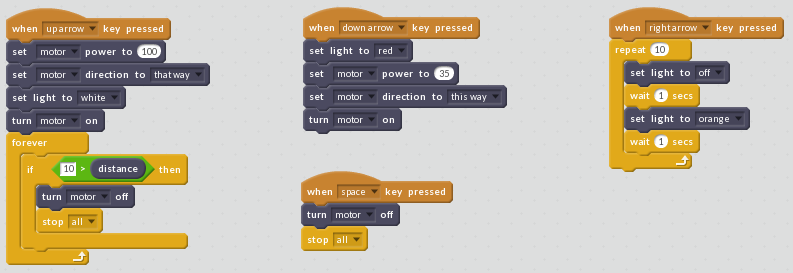 when up arrow key pressed
set motor power to 100
set motor direction to that way
set light to white
turn motor on
forever
if 10 > distance then
turn motor off
stop all
when down arrow key pressed
set light to red
set motor power to 35
set motor direction to this way
turn motor on
when space key pressed
turn motor off
stop all
when right arrow key pressed
repeat 10
set light to off
wait 1 secs
set light to orange
wait 1 secs